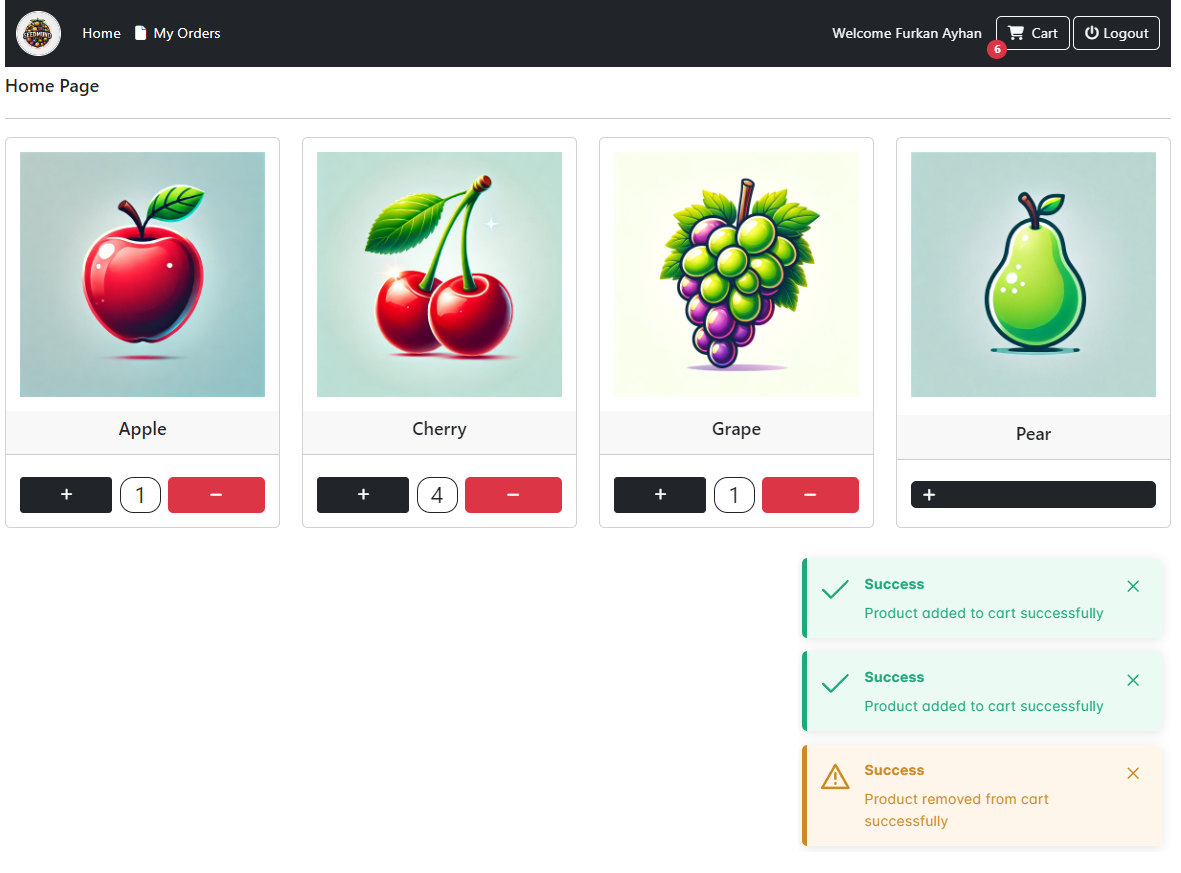 SEEDMUND
Home
My Orders
Welcome Furkan Ayhan
Cart
6
Logout
Home Page
Apple
Cherry
Grape
Pear
+ 1 −
+ 4 −
+ 1 −
+
Success
Product added to cart successfully
Success
Product added to cart successfully
Success
Product removed from cart
successfully